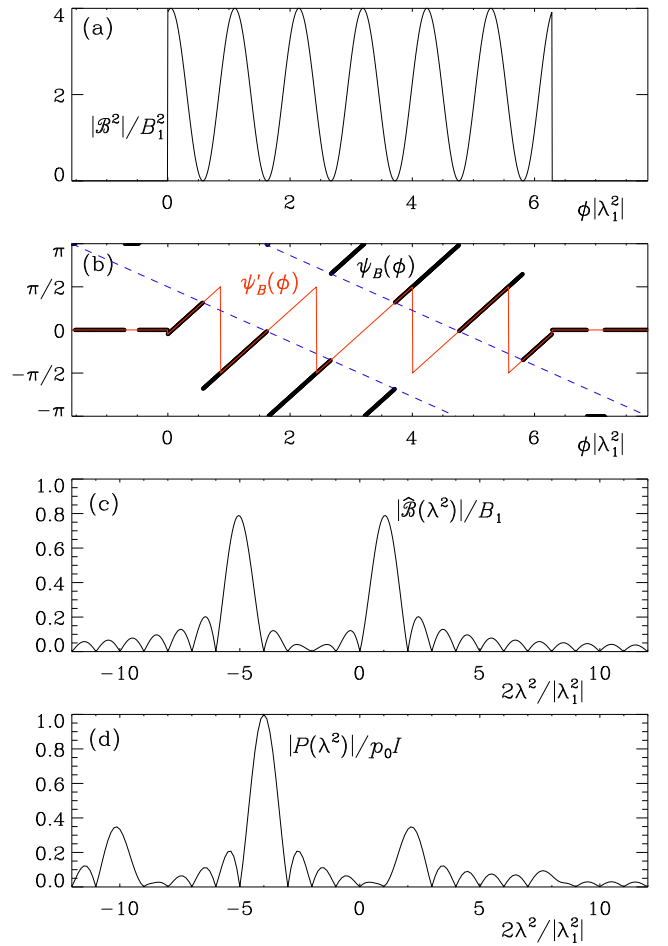 (a)
4
2
0
|ℬ²|/B₁²
0 2 4 6
ϕ|λ₁²|
(b)
π
π/2
0
−π/2
−π
ψ′_B(ϕ)
ψ_B(ϕ)
0 2 4 6
ϕ|λ₁²|
(c)
1.0
0.8
0.6
0.4
0.2
0.0
|ℬ̂(λ²)|/B₁
−10 −5 0 5 10
2λ²/|λ₁²|
(d)
1.0
0.8
0.6
0.4
0.2
0.0
|P(λ²)|/p₀I
−10 −5 0 5 10
2λ²/|λ₁²|